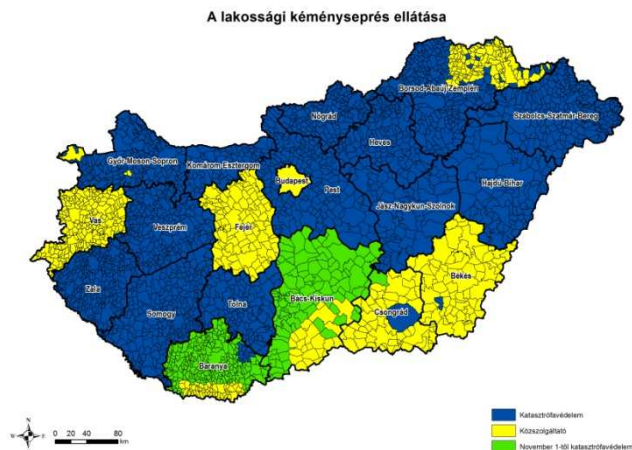 A lakossági kéményseprés ellátása
Borsod-Abaúj-Zemplén
Szabolcs-Szatmár-Bereg
Nógrád
Heves
Győr-Moson-Sopron
Komárom-Esztergom
Budapest
Pest
Hajdú-Bihar
Jász-Nagykun-Szolnok
Vas
Veszprém
Fejér
Békés
Zala
Tolna
Bács-Kiskun
Csongrád
Somogy
Baranya
N
W E
S
0 20 40 80
km
Katasztrófavédelem
Közszolgáltató
November 1-től katasztrófavédelem